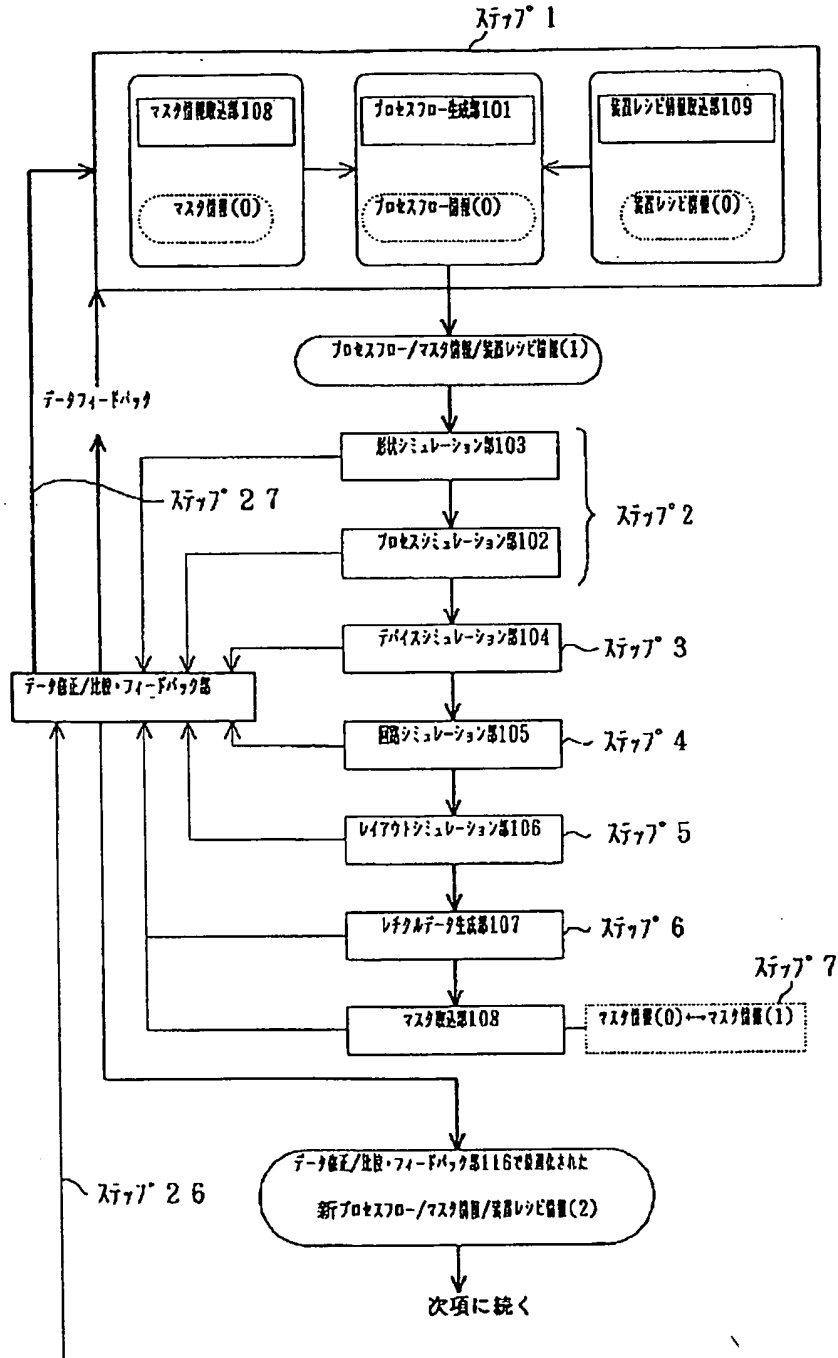 ステップ 1
マスタ情報取込部108
プロセスフロー生成部101
装置レシピ情報取込部109
マスタ情報(0)
プロセスフロー情報(0)
装置レシピ情報(0)
プロセスフロー/マスタ情報/装置レシピ情報(1)
データフィードバック
形状シミュレーション部103
ステップ 27
ステップ 2
プロセスシミュレーション部102
デバイスシミュレーション部104
ステップ 3
データ修正/比較・フィードバック部
回路シミュレーション部105
ステップ 4
レイアウトシミュレーション部106
ステップ 5
レチクルデータ生成部107
ステップ 6
ステップ 7
マスタ取込部108
マスタ情報(0)←→マスタ情報(1)
データ修正/比較・フィードバック部116で最適化された
ステップ 26
新プロセスフロー/マスタ情報/装置レシピ情報(2)
次項に続く